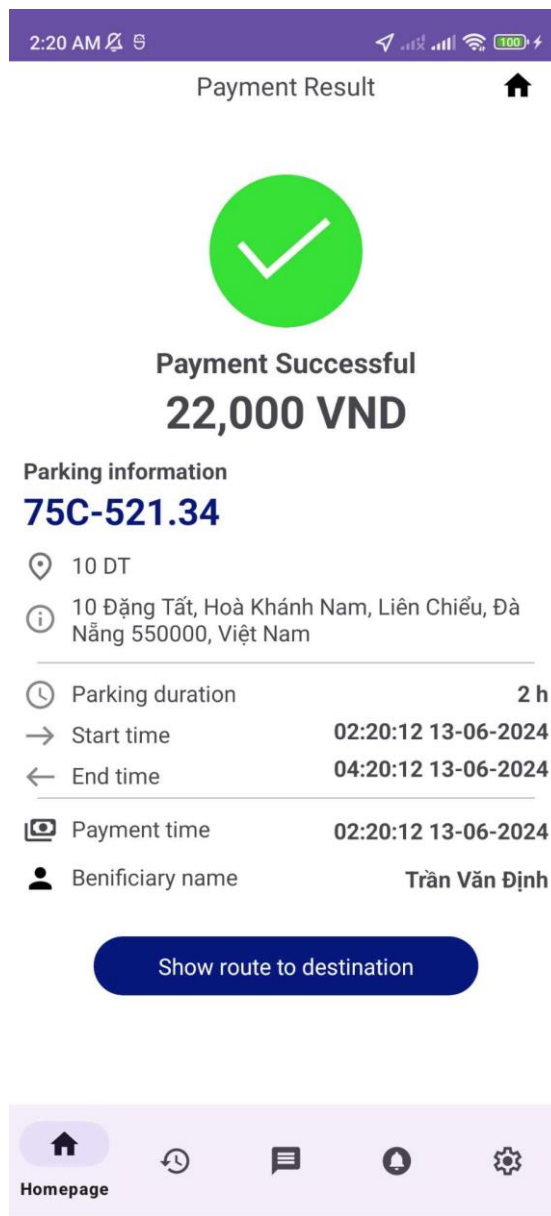 2:20 AM
100
Payment Result
Payment Successful
22,000 VND
Parking information
75C-521.34
10 DT
10 Đặng Tất, Hoà Khánh Nam, Liên Chiểu, Đà
Nẵng 550000, Việt Nam
Parking duration 2 h
Start time 02:20:12 13-06-2024
End time 04:20:12 13-06-2024
Payment time 02:20:12 13-06-2024
Benificiary name Trần Văn Định
Show route to destination
Homepage